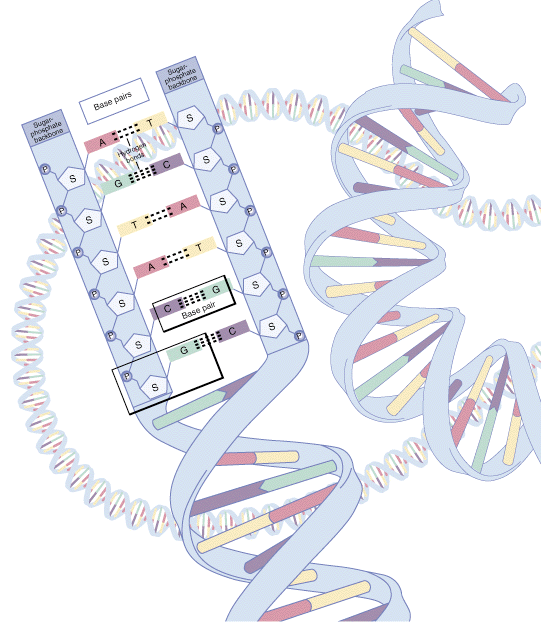 Sugar-
phosphate
backbone
Base pairs
Sugar-
phosphate
backbone
S
P
A T
Hydrogen
bonds
S
P
P
S
G C
S
P
P
S
T A
S
P
P
S
A T
S
P
P
S
C G
Base pair
S
P
P
S
G C
S
P
P
S